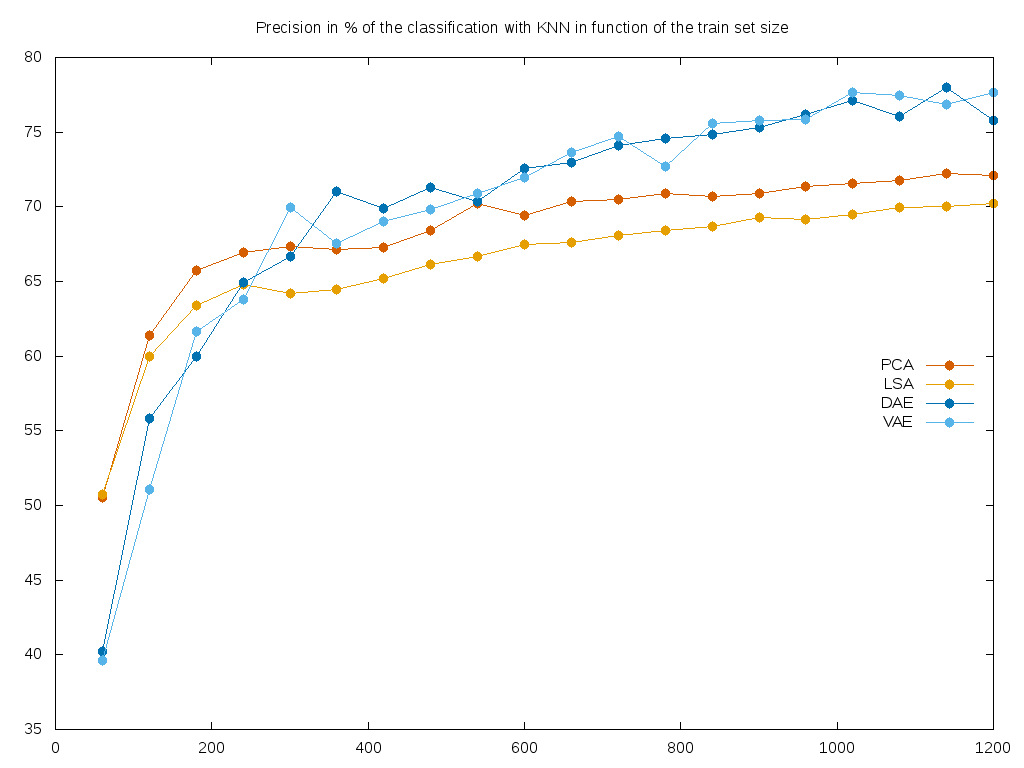 Precision in % of the classification with KNN in function of the train set size
80
75
70
65
60
55
50
45
40
35
0 200 400 600 800 1000 1200
PCA
LSA
DAE
VAE